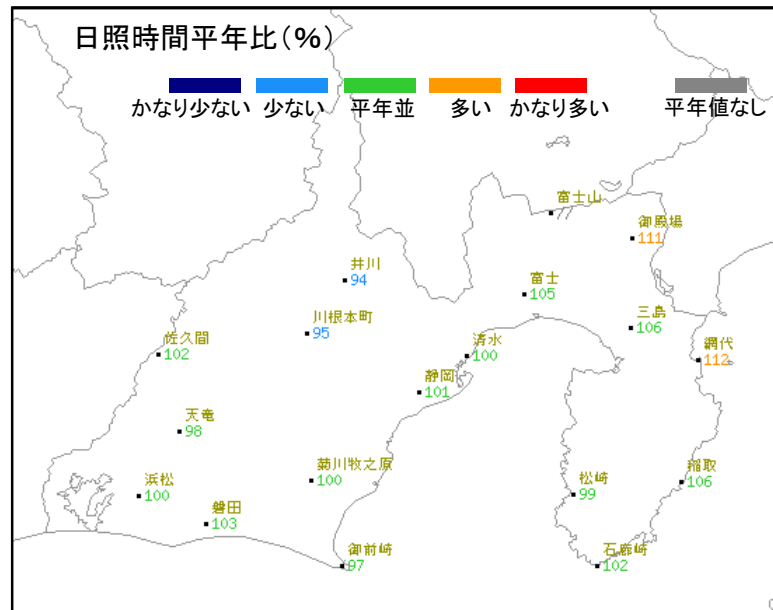 日照時間平年比(%)
かなり少ない 少ない 平年並 多い かなり多い 平年値なし
富士山
御殿場
111
井川
94
富士
105
川根本町
95
三島
106
佐久間
102
清水
100
網代
112
静岡
101
天竜
98
菊川牧之原
100
浜松
100
松崎
99
稲取
106
磐田
103
御前崎
97
石廊崎
102